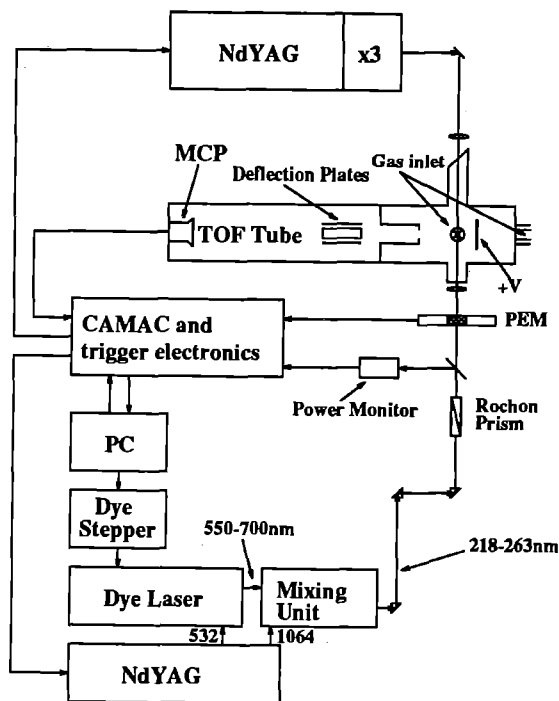 NdYAG
x3
MCP
Deflection Plates
Gas inlet
TOF Tube
+V
CAMAC and
trigger electronics
PEM
Power Monitor
Rochon
Prism
PC
Dye
Stepper
550-700nm
218-263nm
Dye Laser
Mixing
Unit
532
1064
NdYAG